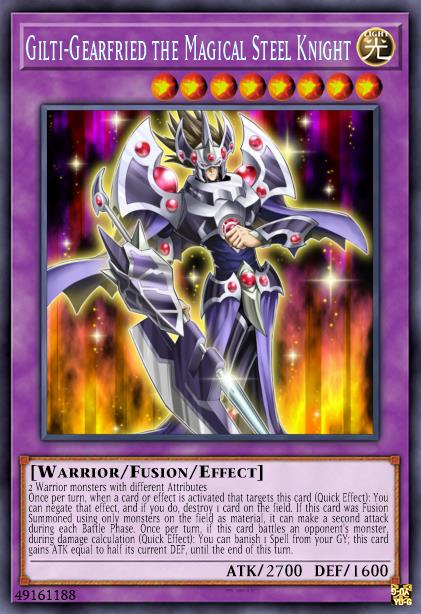 GILTI-GEARFRIED THE MAGICAL STEEL KNIGHT
LIGHT
光
[WARRIOR/FUSION/EFFECT]
2 Warrior monsters with different Attributes
Once per turn, when a card or effect is activated that targets this card (Quick Effect): You
can negate that effect, and if you do, destroy 1 card on the field. If this card was Fusion
Summoned using only monsters on the field as material, it can make a second attack
during each Battle Phase. Once per turn, if this card battles an opponent's monster,
during damage calculation (Quick Effect): You can banish 1 Spell from your GY; this card
gains ATK equal to half its current DEF, until the end of this turn.
ATK/2700 DEF/1600
49161188